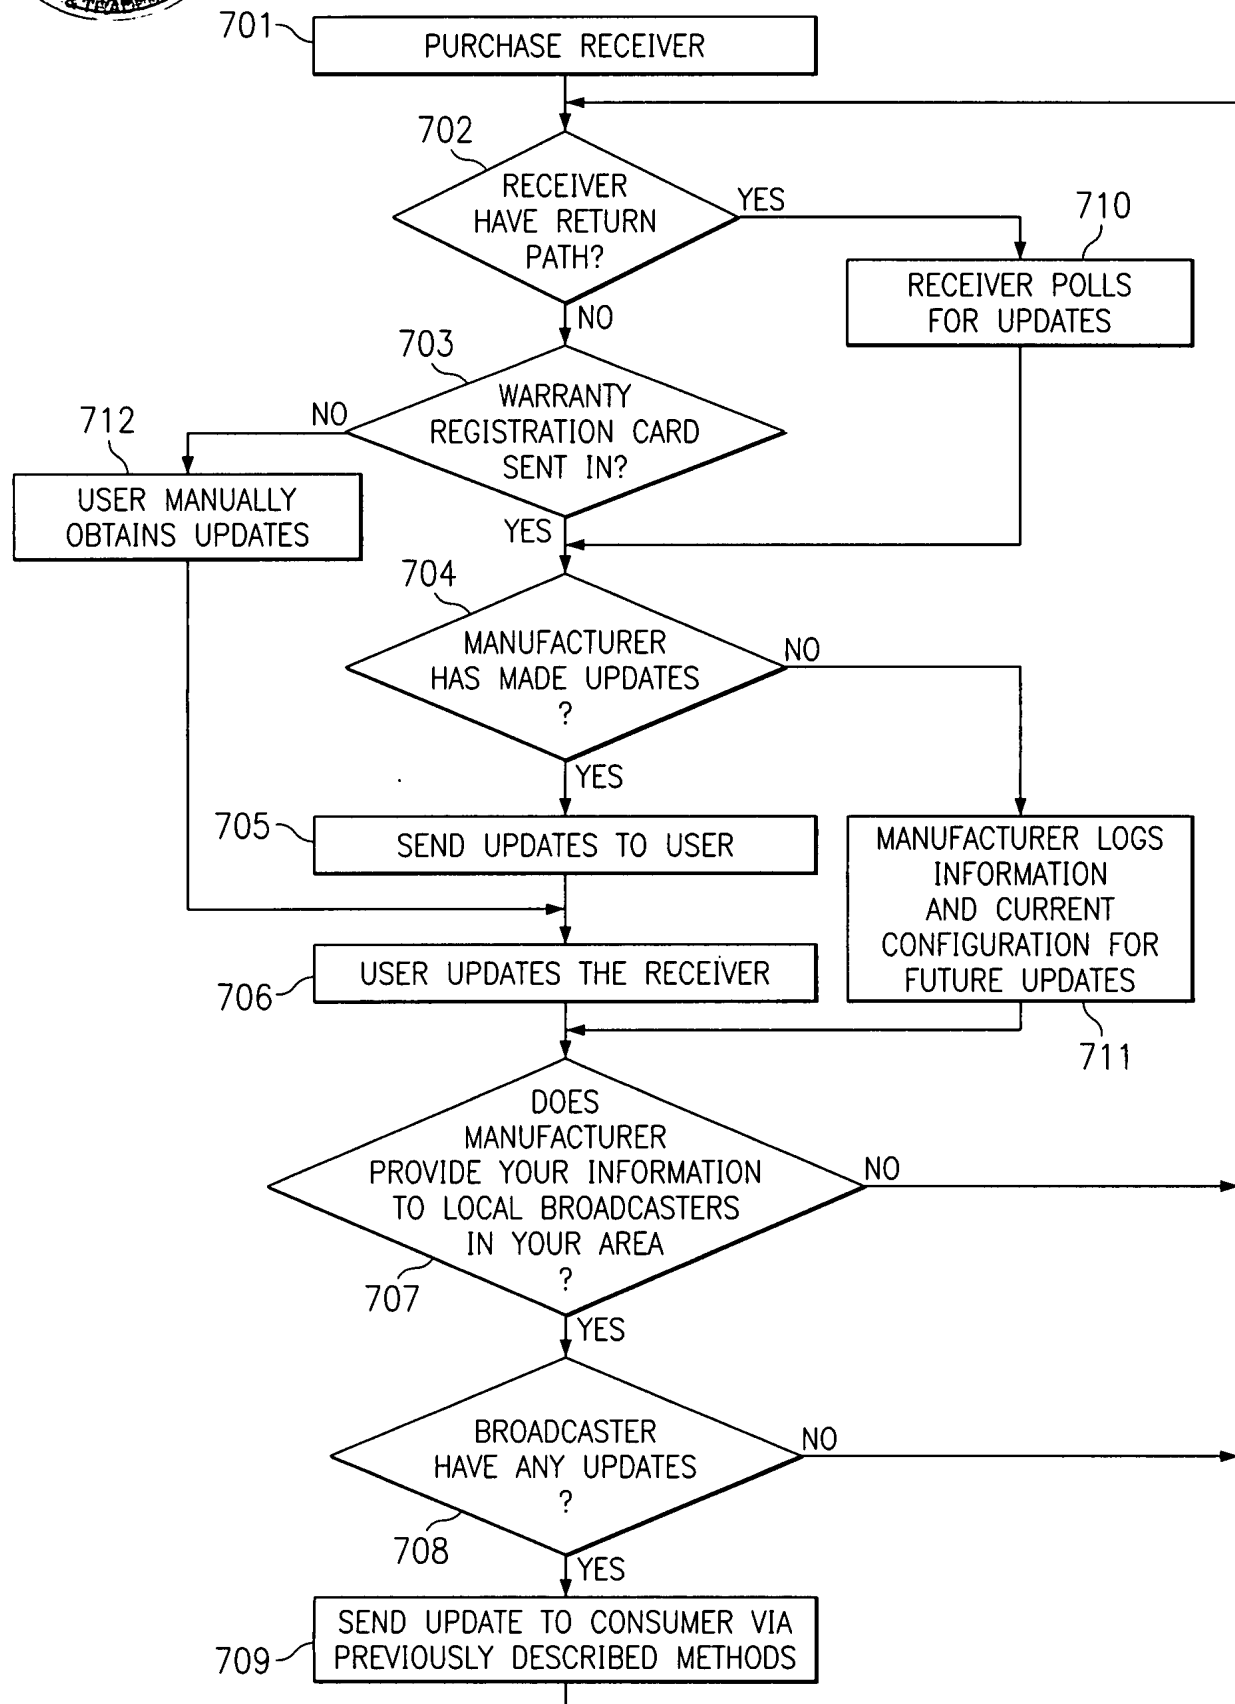 & TRADEM
701
PURCHASE RECEIVER
702
RECEIVER
HAVE RETURN
PATH?
YES
710
RECEIVER POLLS
FOR UPDATES
NO
703
WARRANTY
REGISTRATION CARD
SENT IN?
NO
712
USER MANUALLY
OBTAINS UPDATES
YES
704
MANUFACTURER
HAS MADE UPDATES
?
NO
YES
705
SEND UPDATES TO USER
MANUFACTURER LOGS
INFORMATION
AND CURRENT
CONFIGURATION FOR
FUTURE UPDATES
706
USER UPDATES THE RECEIVER
711
DOES
MANUFACTURER
PROVIDE YOUR INFORMATION
TO LOCAL BROADCASTERS
IN YOUR AREA
?
NO
707
YES
BROADCASTER
HAVE ANY UPDATES
?
NO
708
YES
SEND UPDATE TO CONSUMER VIA
PREVIOUSLY DESCRIBED METHODS
709